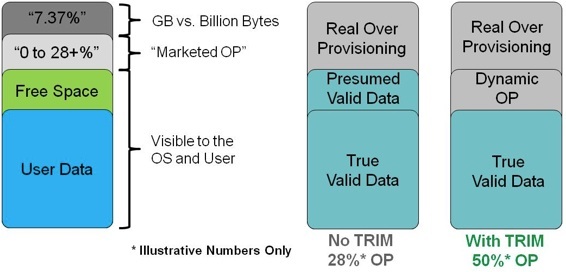 "7.37%"
GB vs. Billion Bytes
"0 to 28+%"
"Marketed OP"
Free Space
User Data
Visible to the
OS and User
* Illustrative Numbers Only
Real Over
Provisioning
Presumed
Valid Data
True
Valid Data
No TRIM
28%* OP
Real Over
Provisioning
Dynamic
OP
True
Valid Data
With TRIM
50%* OP